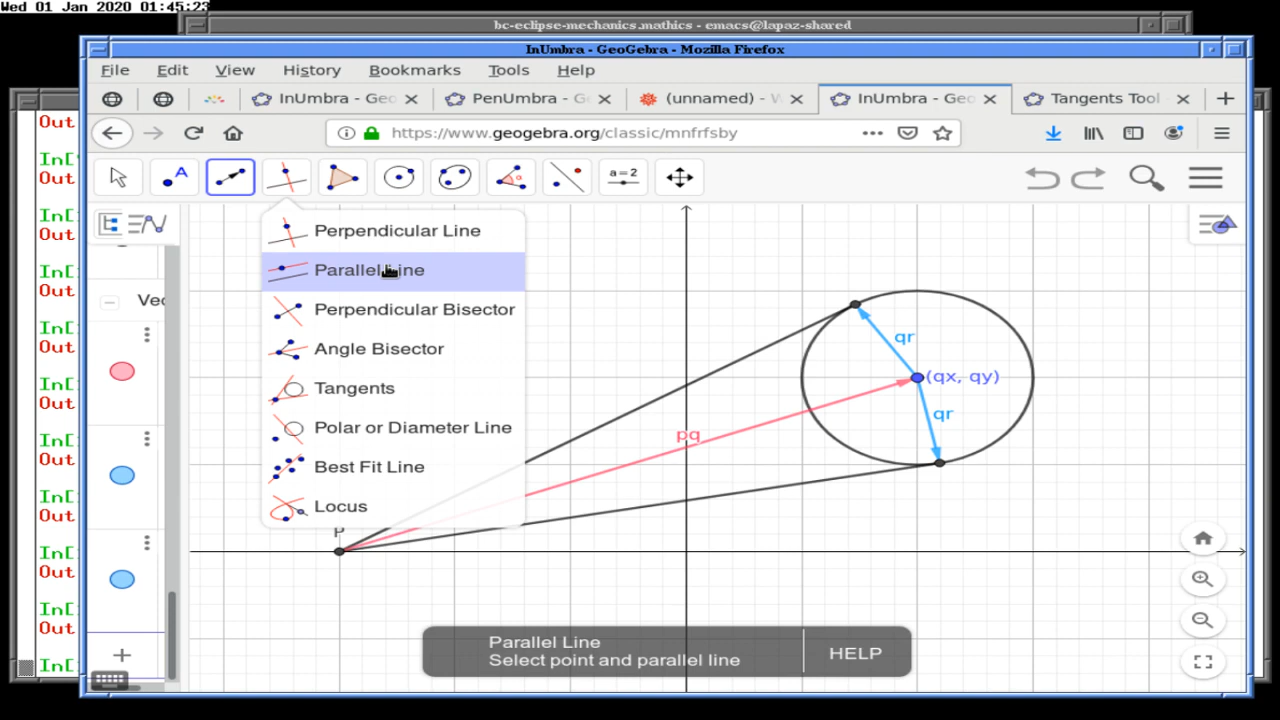 Wed 01 Jan 2020 01:45:23
bc-eclipse-mechanics.mathics - emacs@lapaz-shared
InUmbra - GeoGebra - Mozilla Firefox
File Edit View History Bookmarks Tools Help
InUmbra - Geo PenUmbra - G (unnamed) - W InUmbra - Geo Tangents Tool
https://www.geogebra.org/classic/mnfrfsby
A a=2
Perpendicular Line
Parallel Line
Perpendicular Bisector
Angle Bisector
Tangents
Polar or Diameter Line
Best Fit Line
Locus
Vec
qr
(qx, qy)
qr
pq
P
Parallel Line
Select point and parallel line
HELP
Out
In[
Out
In[
Out
In[
Out
In[
Out
In[
Out
In[
Out
In[
Out
In[
Out
In[
Out
In[